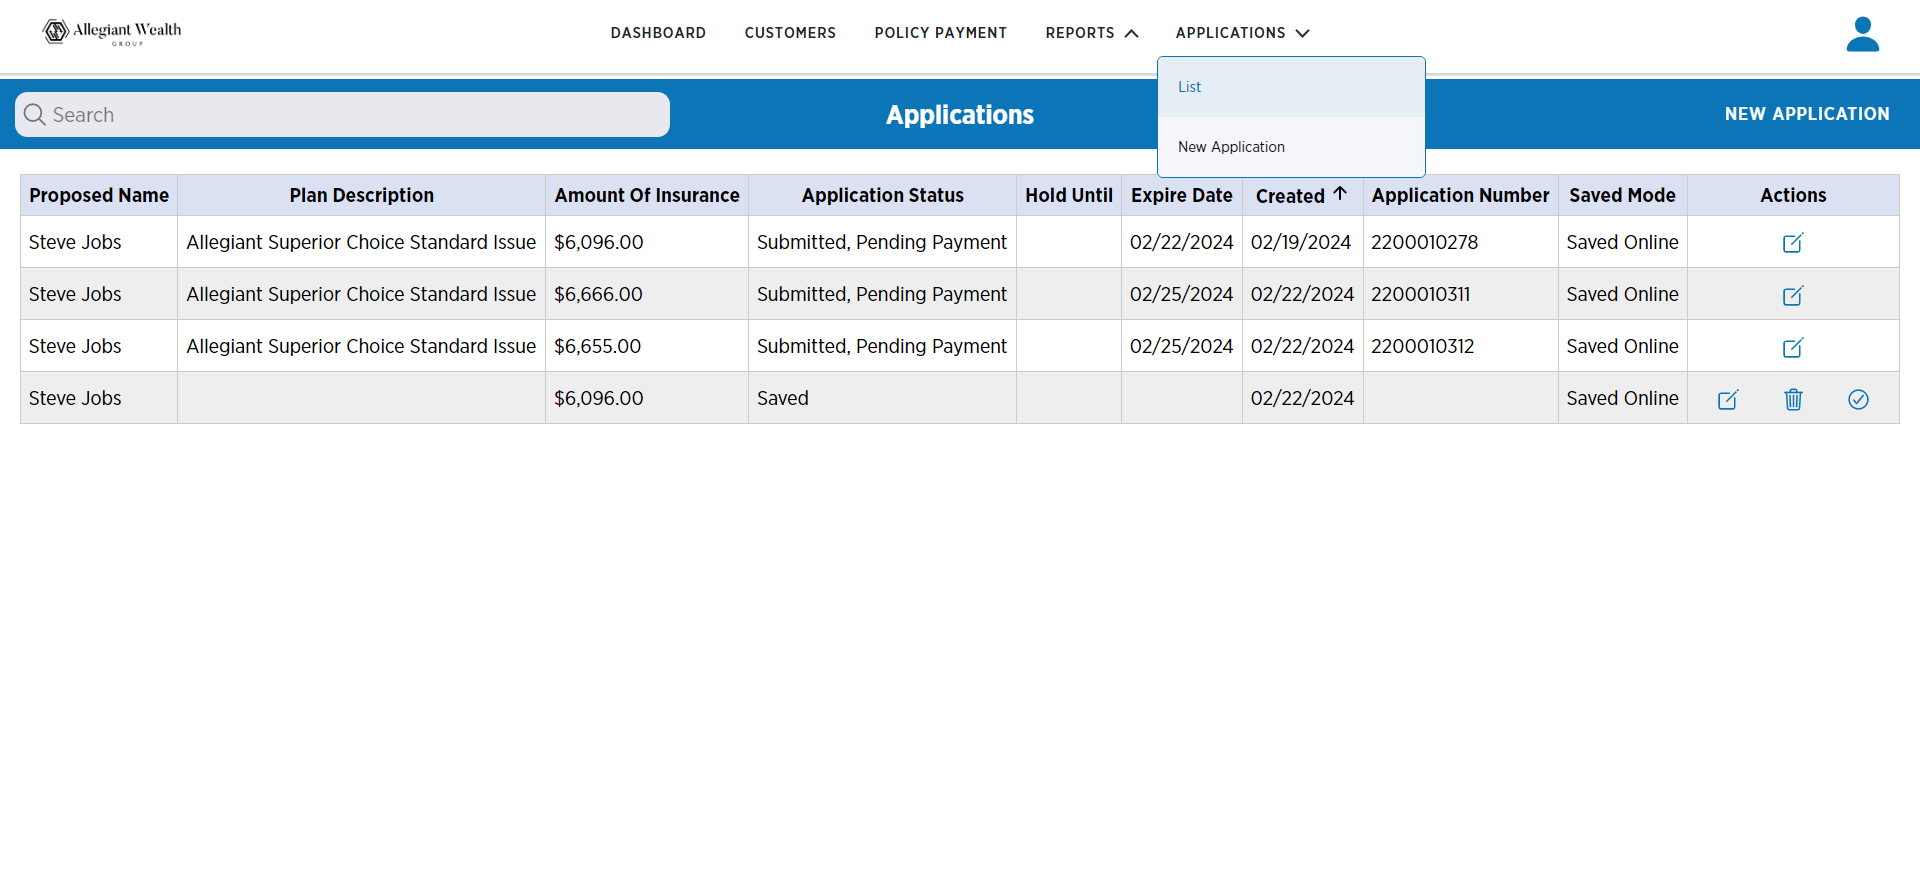 Allegiant Wealth
GROUP
DASHBOARD CUSTOMERS POLICY PAYMENT REPORTS APPLICATIONS
List
New Application
Search
Applications
NEW APPLICATION
Proposed Name Plan Description Amount Of Insurance Application Status Hold Until Expire Date Created Application Number Saved Mode Actions
Steve Jobs Allegiant Superior Choice Standard Issue $6,096.00 Submitted, Pending Payment 02/22/2024 02/19/2024 2200010278 Saved Online
Steve Jobs Allegiant Superior Choice Standard Issue $6,666.00 Submitted, Pending Payment 02/25/2024 02/22/2024 2200010311 Saved Online
Steve Jobs Allegiant Superior Choice Standard Issue $6,655.00 Submitted, Pending Payment 02/25/2024 02/22/2024 2200010312 Saved Online
Steve Jobs $6,096.00 Saved 02/22/2024 Saved Online